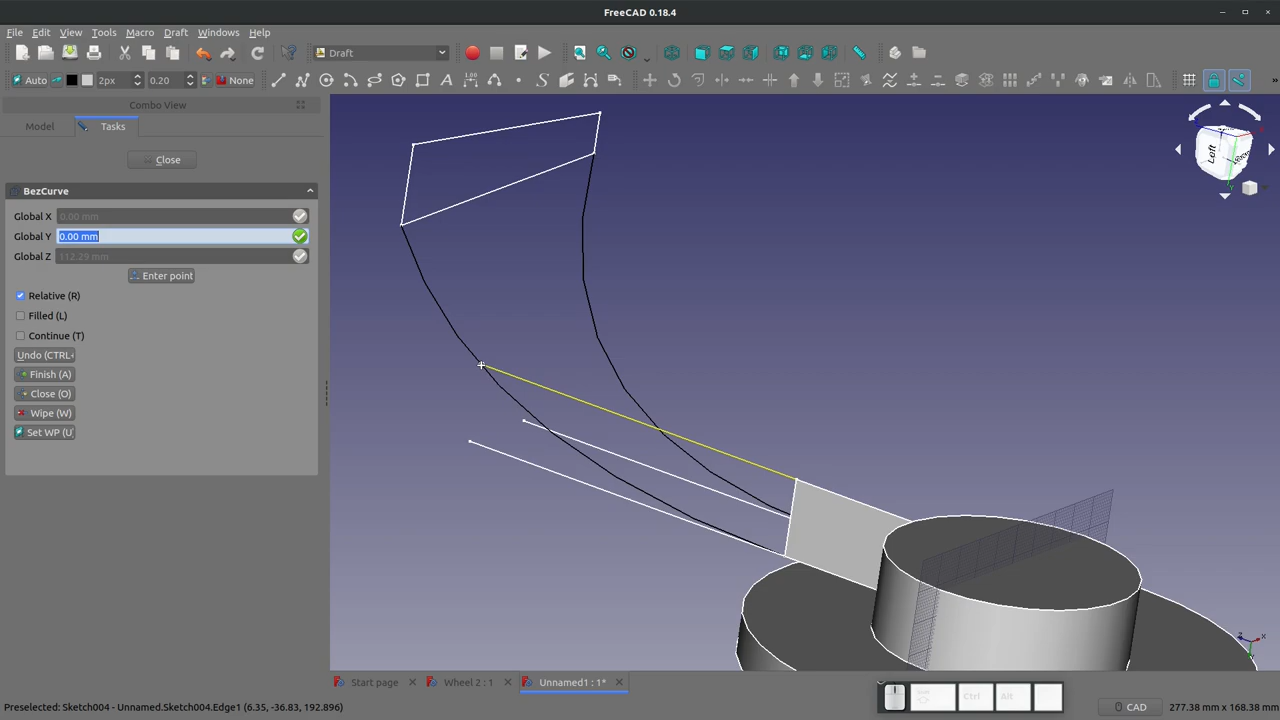 FreeCAD 0.18.4
File Edit View Tools Macro Draft Windows Help
Draft
Auto 2px 0.20 None
Combo View
Model Tasks
Close
BezCurve
Global X 0.00 mm
Global Y 0.00 mm
Global Z 112.29 mm
Enter point
Relative (R)
Filled (L)
Continue (T)
Undo (CTRL+
Finish (A)
Close (O)
Wipe (W)
Set WP (U
Left
Start page Wheel 2 : 1 Unnamed1 : 1*
Ctrl Alt
Preselected: Sketch004 - Unnamed.Sketch004.Edge1 (6.35, -36.83, 192.896) CAD 277.38 mm x 168.38 mm